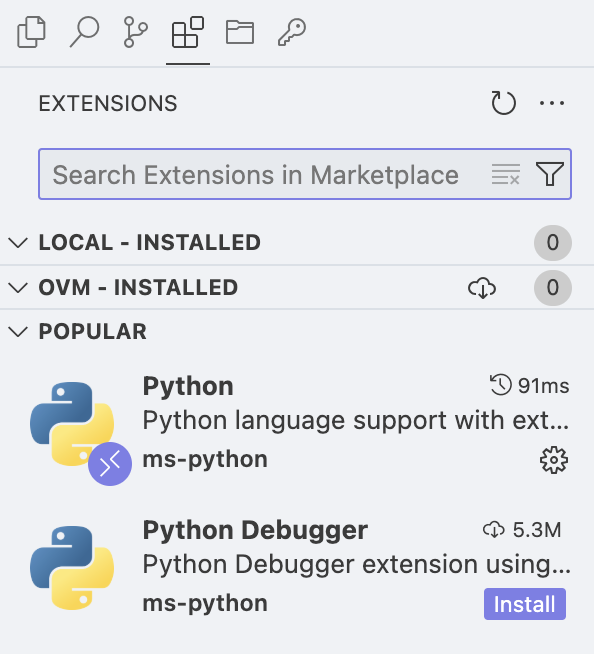 EXTENSIONS
Search Extensions in Marketplace
LOCAL - INSTALLED 0
OVM - INSTALLED 0
POPULAR
Python 91ms
Python language support with ext...
ms-python
Python Debugger 5.3M
Python Debugger extension using...
ms-python Install